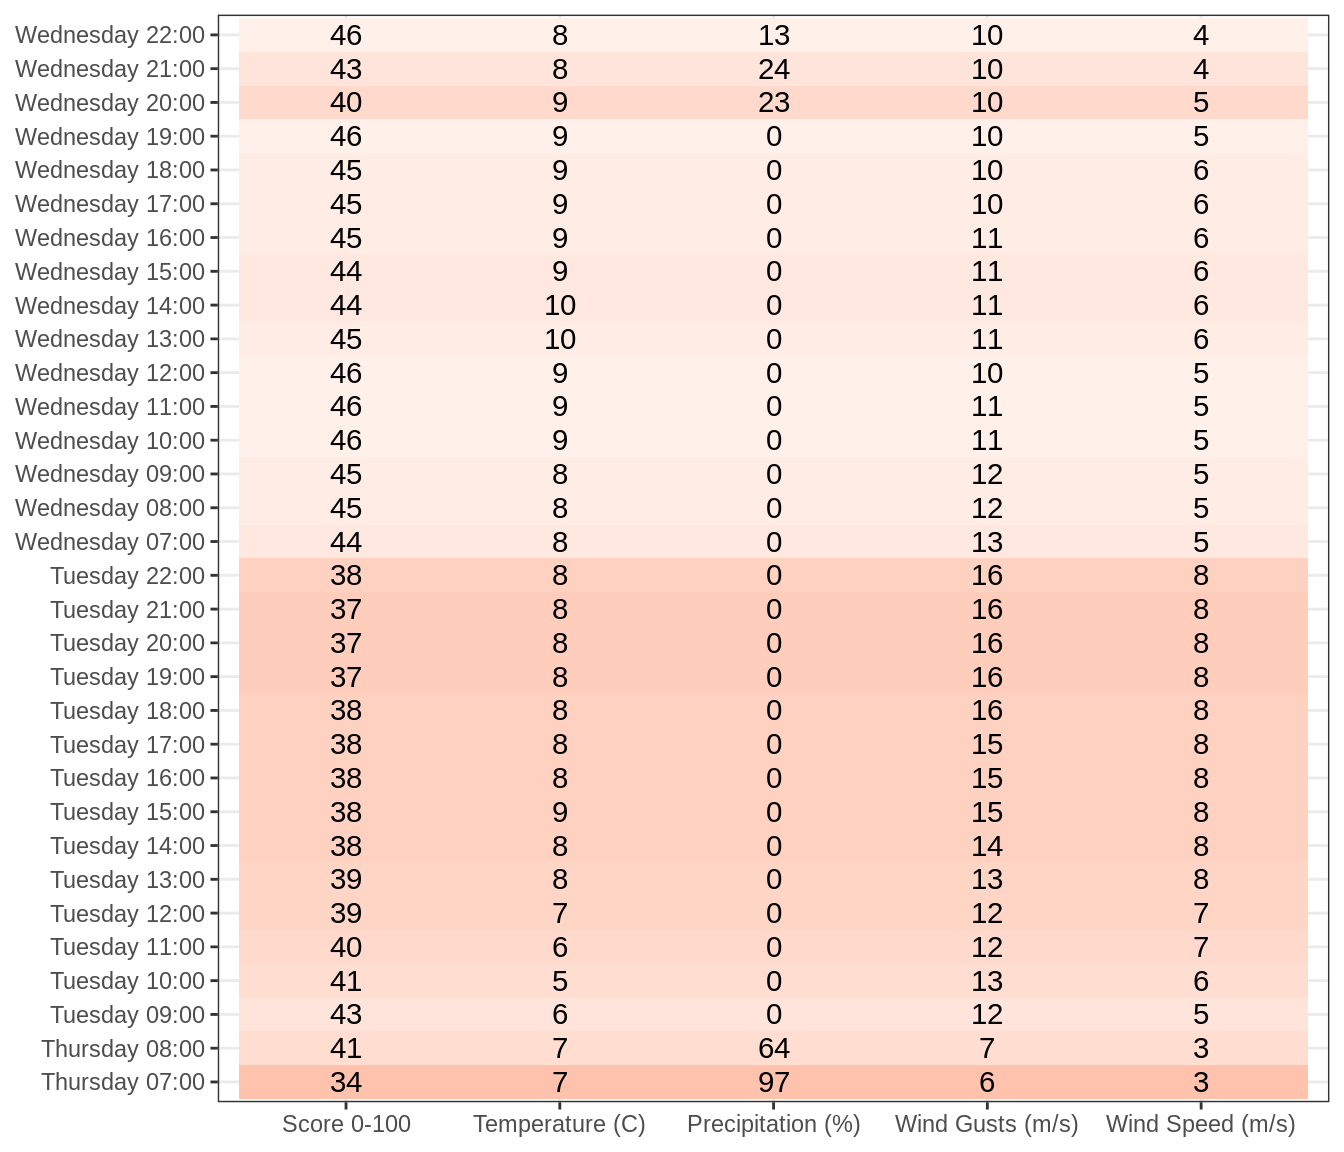 Wednesday 22:00 46 8 13 10 4
Wednesday 21:00 43 8 24 10 4
Wednesday 20:00 40 9 23 10 5
Wednesday 19:00 46 9 0 10 5
Wednesday 18:00 45 9 0 10 6
Wednesday 17:00 45 9 0 10 6
Wednesday 16:00 45 9 0 11 6
Wednesday 15:00 44 9 0 11 6
Wednesday 14:00 44 10 0 11 6
Wednesday 13:00 45 10 0 11 6
Wednesday 12:00 46 9 0 10 5
Wednesday 11:00 46 9 0 11 5
Wednesday 10:00 46 9 0 11 5
Wednesday 09:00 45 8 0 12 5
Wednesday 08:00 45 8 0 12 5
Wednesday 07:00 44 8 0 13 5
Tuesday 22:00 38 8 0 16 8
Tuesday 21:00 37 8 0 16 8
Tuesday 20:00 37 8 0 16 8
Tuesday 19:00 37 8 0 16 8
Tuesday 18:00 38 8 0 16 8
Tuesday 17:00 38 8 0 15 8
Tuesday 16:00 38 8 0 15 8
Tuesday 15:00 38 9 0 15 8
Tuesday 14:00 38 8 0 14 8
Tuesday 13:00 39 8 0 13 8
Tuesday 12:00 39 7 0 12 7
Tuesday 11:00 40 6 0 12 7
Tuesday 10:00 41 5 0 13 6
Tuesday 09:00 43 6 0 12 5
Thursday 08:00 41 7 64 7 3
Thursday 07:00 34 7 97 6 3
Score 0-100 Temperature (C) Precipitation (%) Wind Gusts (m/s) Wind Speed (m/s)